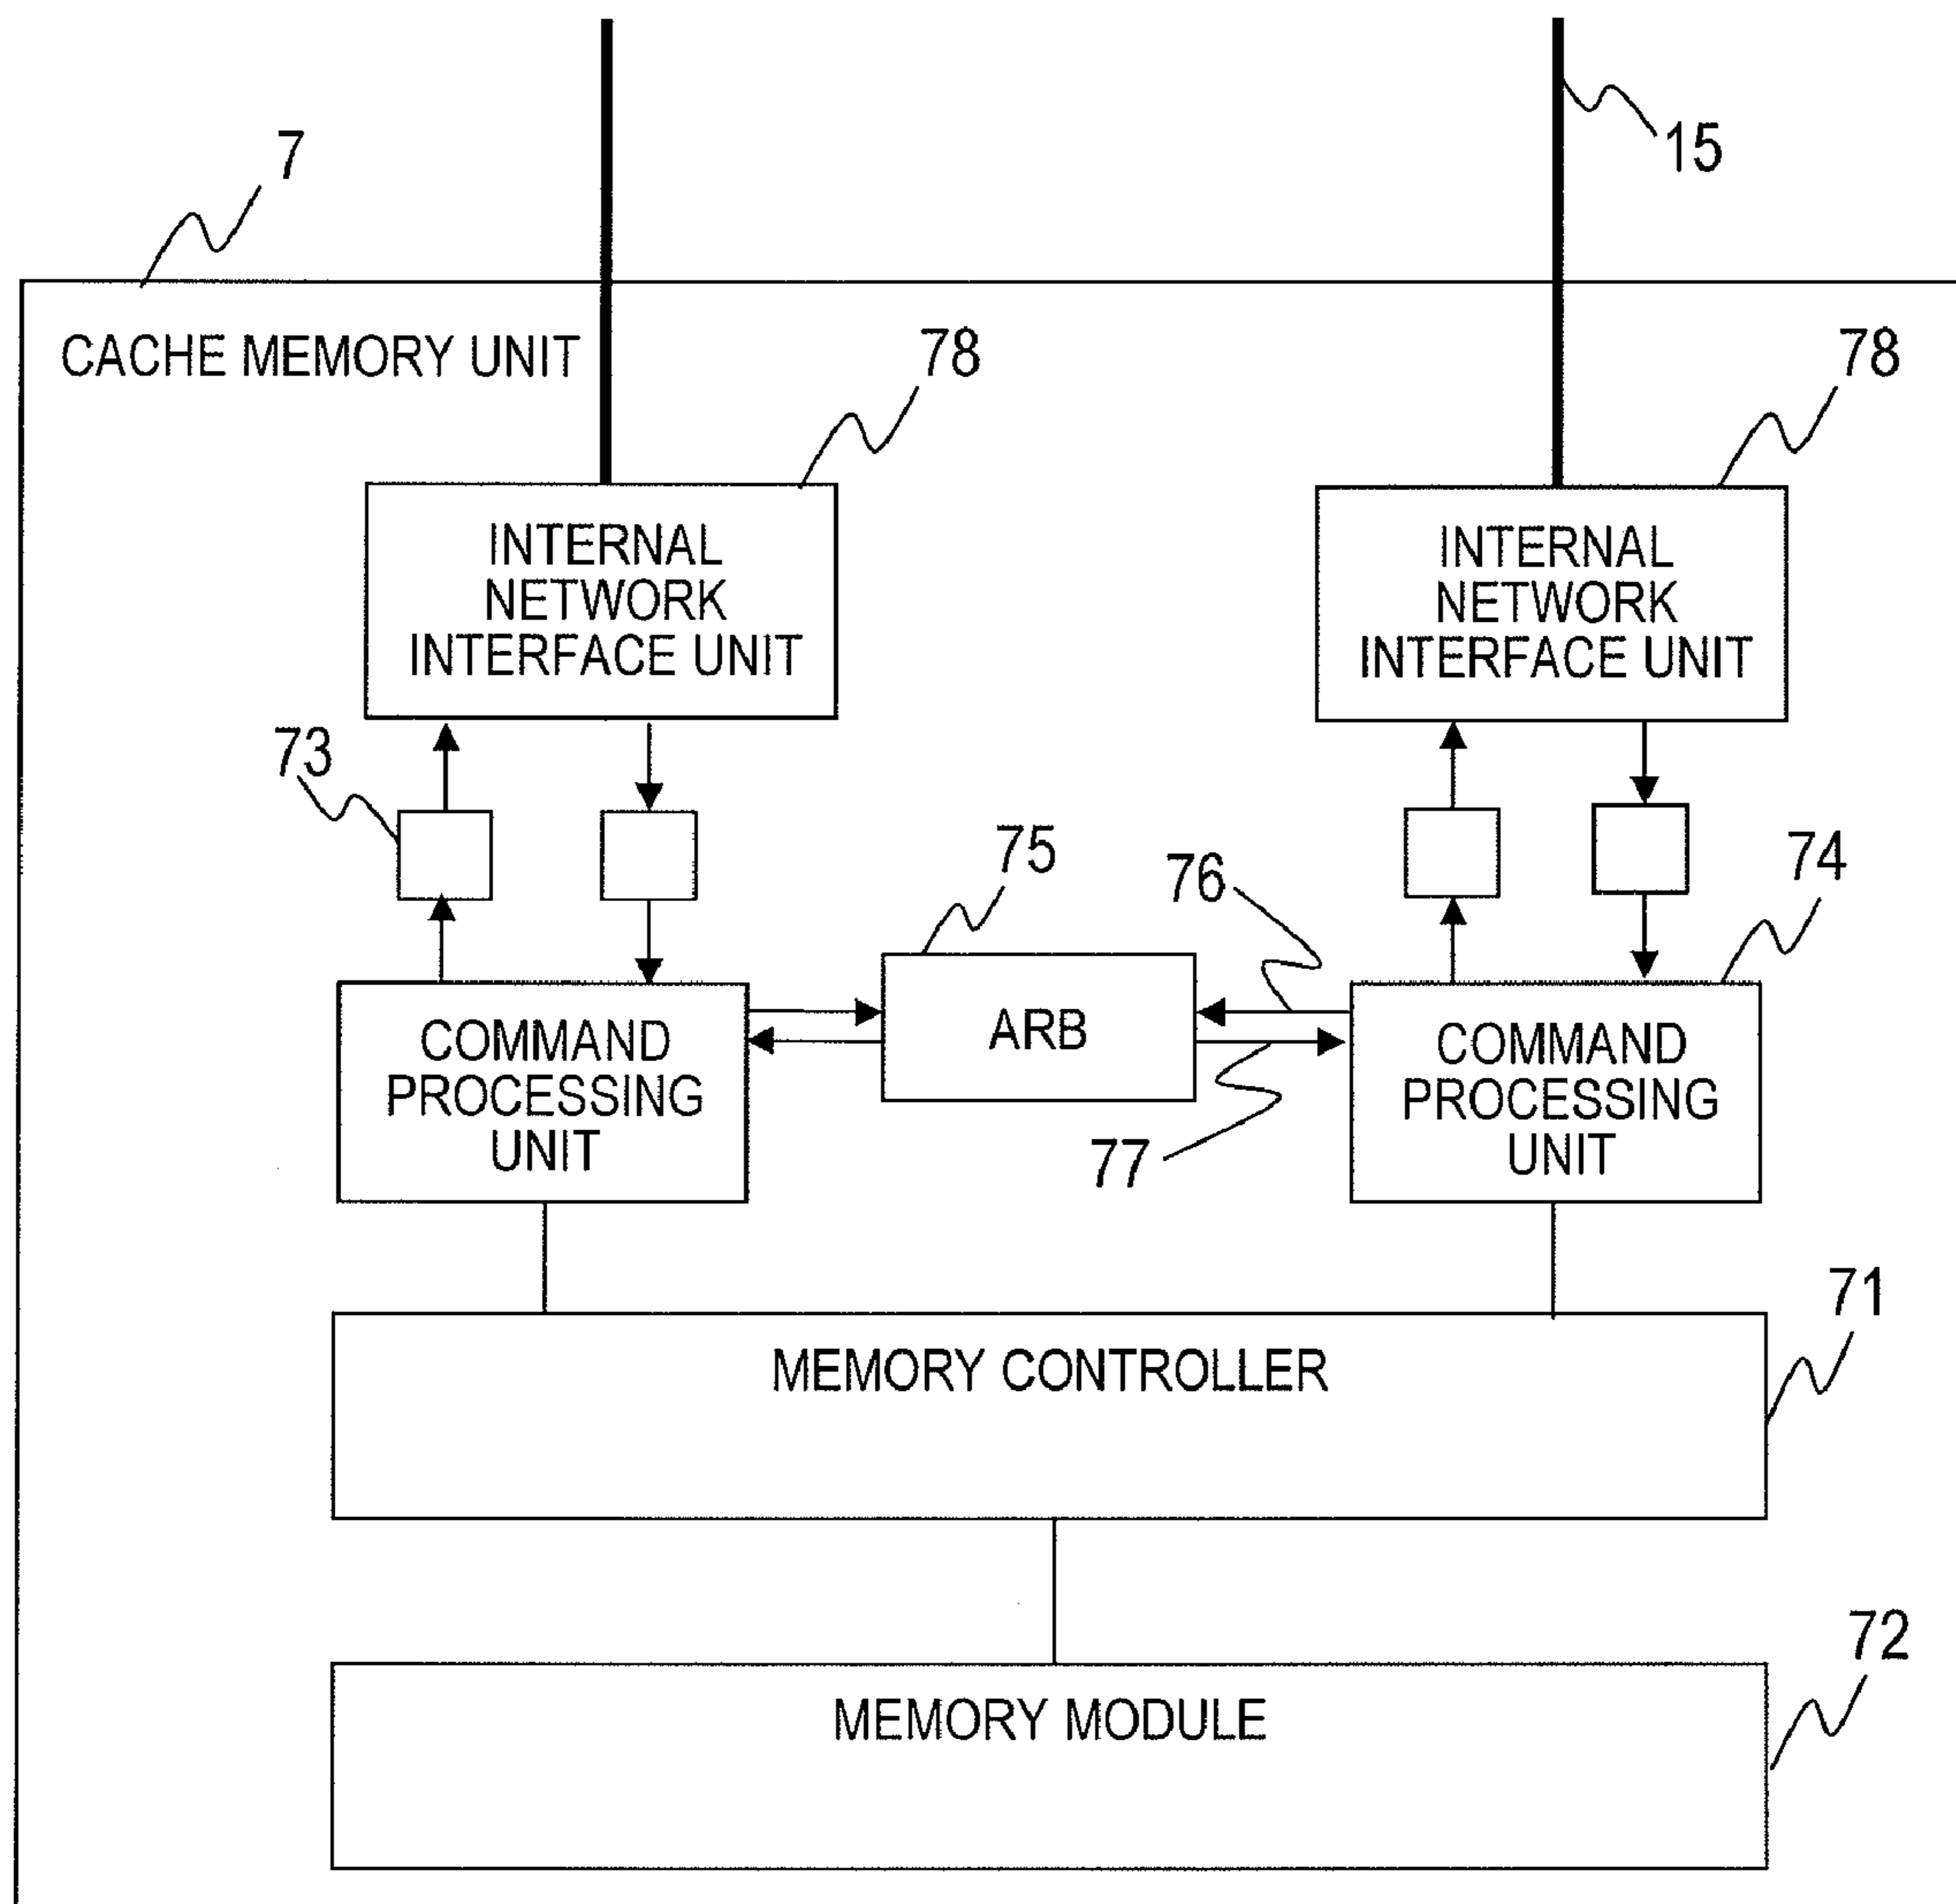 7
15
CACHE MEMORY UNIT
78
78
INTERNAL
NETWORK
INTERFACE UNIT
INTERNAL
NETWORK
INTERFACE UNIT
73
75
76
74
ARB
COMMAND
PROCESSING
UNIT
COMMAND
PROCESSING
UNIT
77
71
MEMORY CONTROLLER
72
MEMORY MODULE